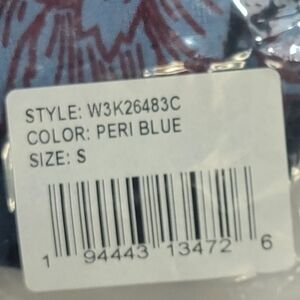 STYLE: W3K26483C
COLOR: PERI BLUE
SIZE: S
1 94443 13472 6